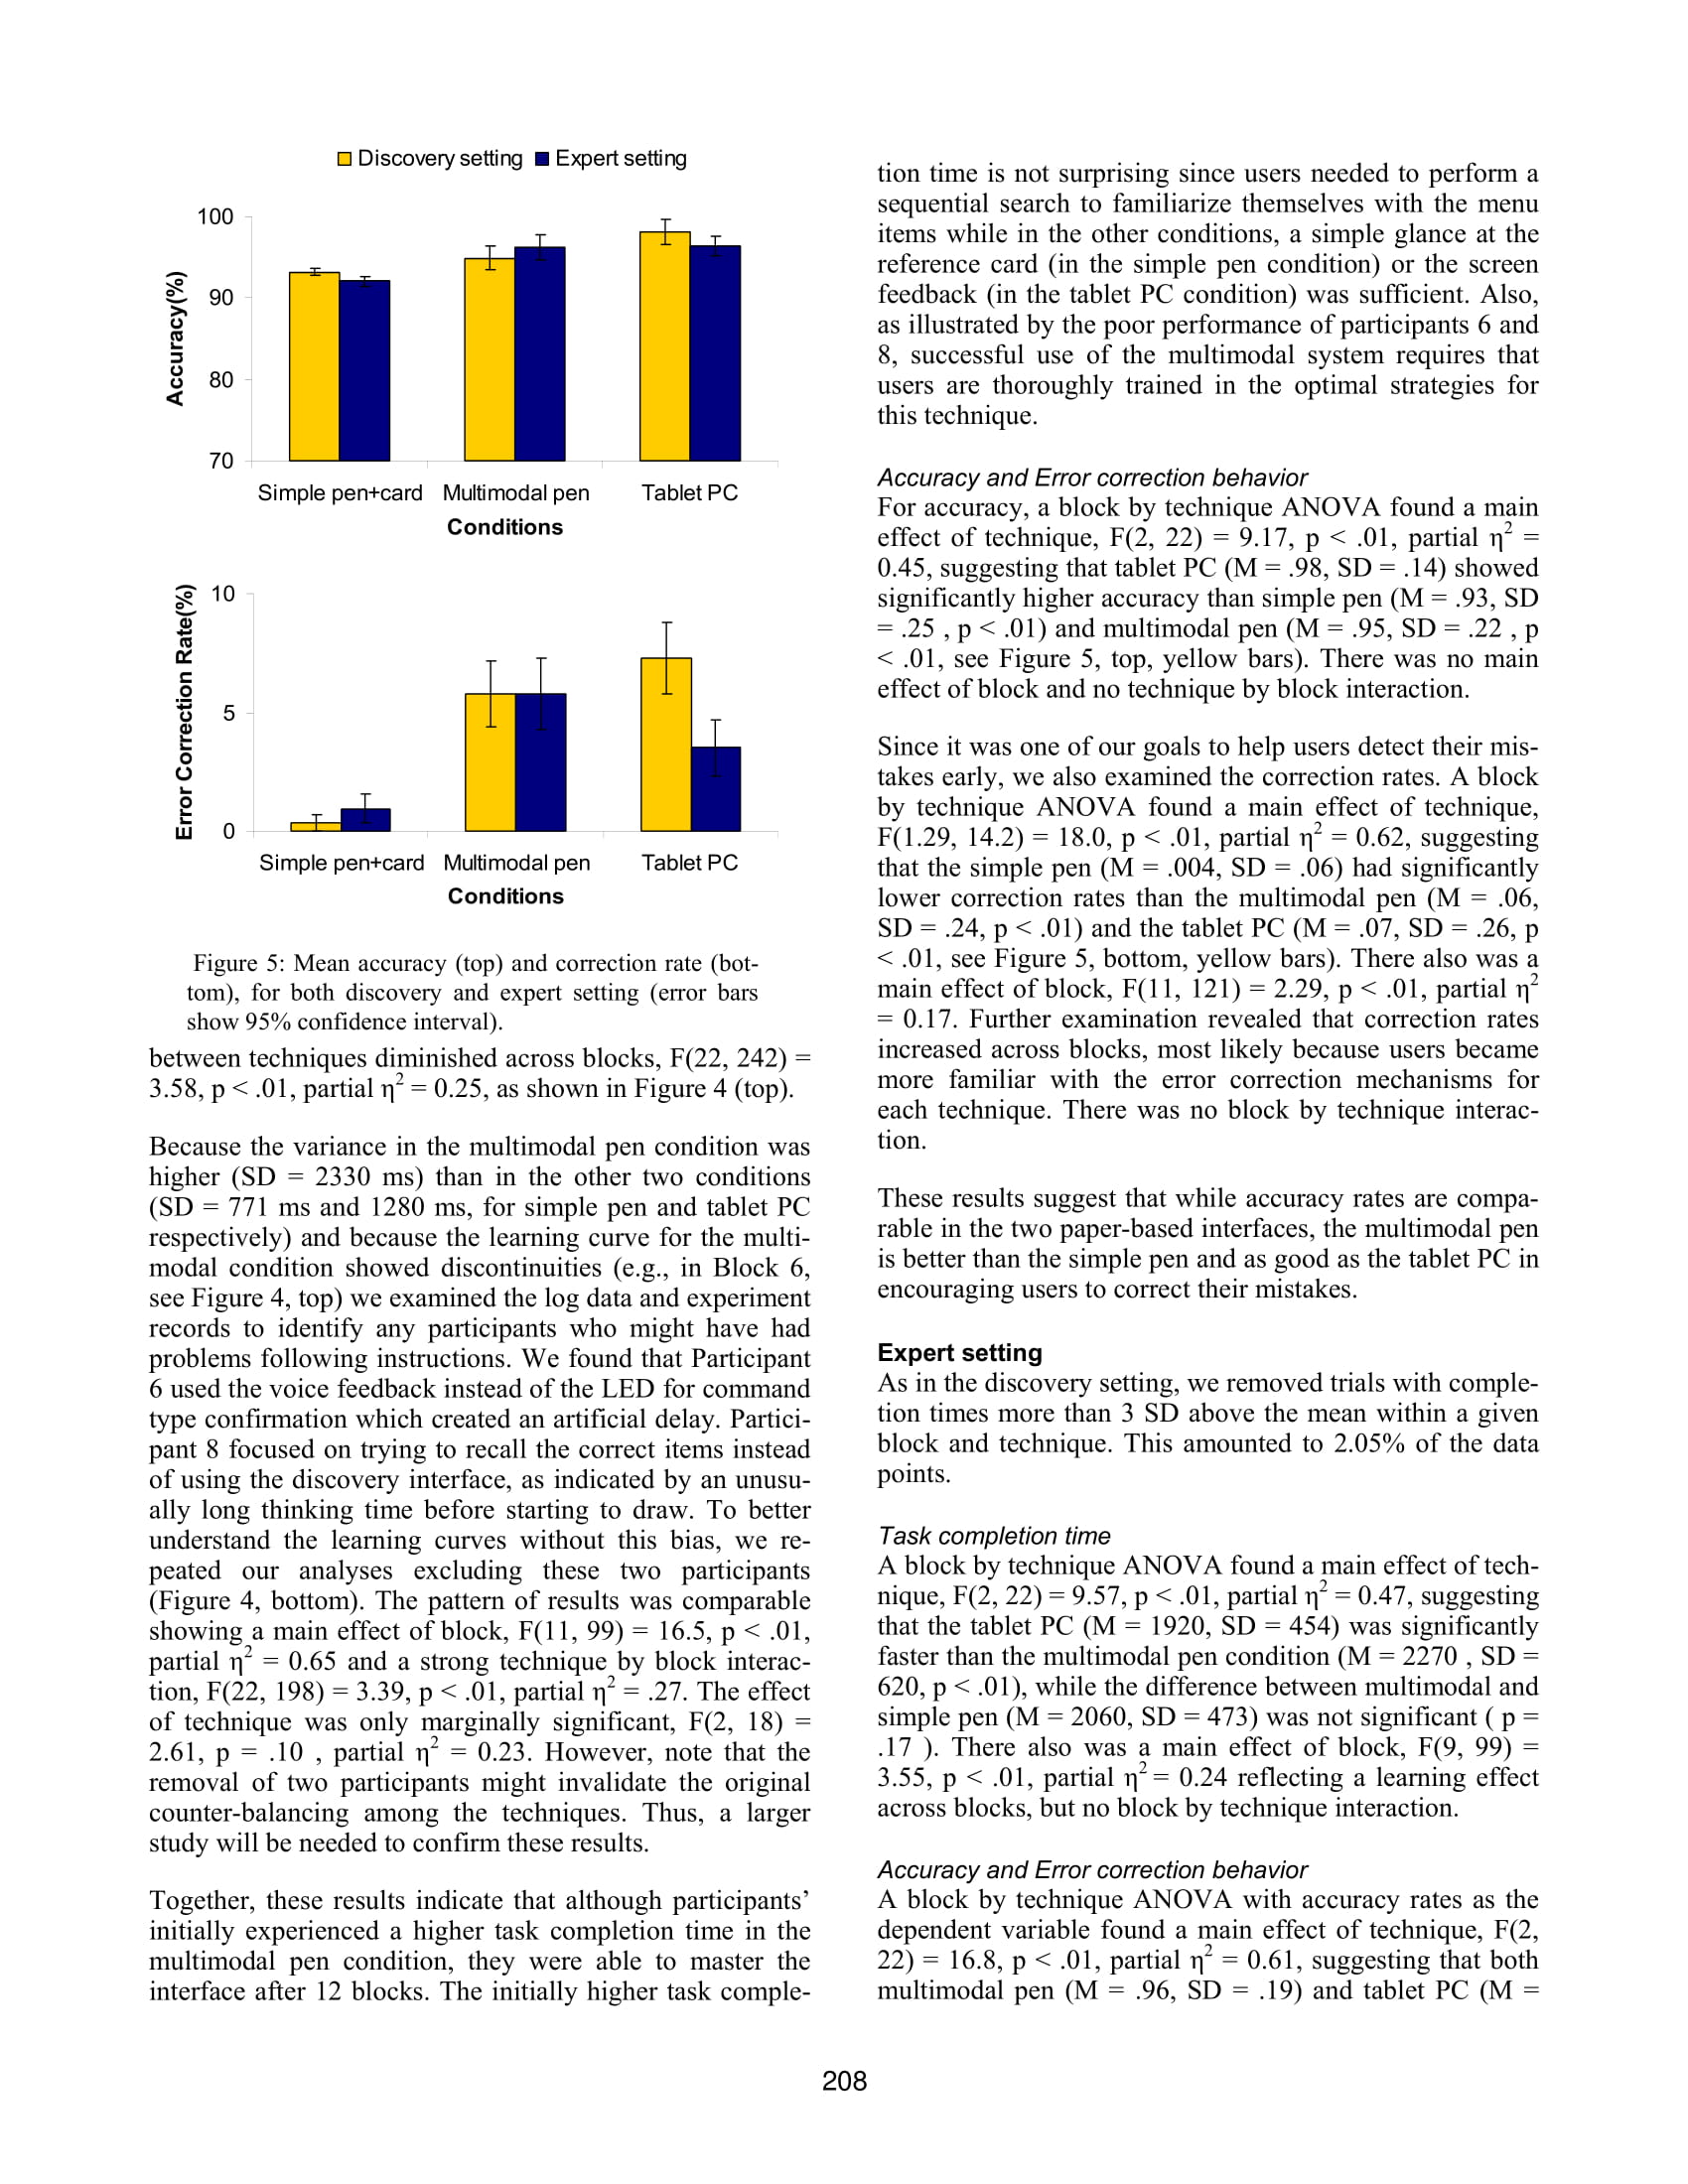 Discovery setting Expert setting
100
90
80
70
Accuracy(%)
Simple pen+card Multimodal pen Tablet PC
Conditions
10
5
0
Error Correction Rate(%)
Simple pen+card Multimodal pen Tablet PC
Conditions
Figure 5: Mean accuracy (top) and correction rate (bot-
tom), for both discovery and expert setting (error bars
show 95% confidence interval).
between techniques diminished across blocks, F(22, 242) =
3.58, p < .01, partial η² = 0.25, as shown in Figure 4 (top).
Because the variance in the multimodal pen condition was
higher (SD = 2330 ms) than in the other two conditions
(SD = 771 ms and 1280 ms, for simple pen and tablet PC
respectively) and because the learning curve for the multi-
modal condition showed discontinuities (e.g., in Block 6,
see Figure 4, top) we examined the log data and experiment
records to identify any participants who might have had
problems following instructions. We found that Participant
6 used the voice feedback instead of the LED for command
type confirmation which created an artificial delay. Partici-
pant 8 focused on trying to recall the correct items instead
of using the discovery interface, as indicated by an unusu-
ally long thinking time before starting to draw. To better
understand the learning curves without this bias, we re-
peated our analyses excluding these two participants
(Figure 4, bottom). The pattern of results was comparable
showing a main effect of block, F(11, 99) = 16.5, p < .01,
partial η² = 0.65 and a strong technique by block interac-
tion, F(22, 198) = 3.39, p < .01, partial η² = .27. The effect
of technique was only marginally significant, F(2, 18) =
2.61, p = .10 , partial η² = 0.23. However, note that the
removal of two participants might invalidate the original
counter-balancing among the techniques. Thus, a larger
study will be needed to confirm these results.
Together, these results indicate that although participants’
initially experienced a higher task completion time in the
multimodal pen condition, they were able to master the
interface after 12 blocks. The initially higher task comple-
tion time is not surprising since users needed to perform a
sequential search to familiarize themselves with the menu
items while in the other conditions, a simple glance at the
reference card (in the simple pen condition) or the screen
feedback (in the tablet PC condition) was sufficient. Also,
as illustrated by the poor performance of participants 6 and
8, successful use of the multimodal system requires that
users are thoroughly trained in the optimal strategies for
this technique.
Accuracy and Error correction behavior
For accuracy, a block by technique ANOVA found a main
effect of technique, F(2, 22) = 9.17, p < .01, partial η² =
0.45, suggesting that tablet PC (M = .98, SD = .14) showed
significantly higher accuracy than simple pen (M = .93, SD
= .25 , p < .01) and multimodal pen (M = .95, SD = .22 , p
< .01, see Figure 5, top, yellow bars). There was no main
effect of block and no technique by block interaction.
Since it was one of our goals to help users detect their mis-
takes early, we also examined the correction rates. A block
by technique ANOVA found a main effect of technique,
F(1.29, 14.2) = 18.0, p < .01, partial η² = 0.62, suggesting
that the simple pen (M = .004, SD = .06) had significantly
lower correction rates than the multimodal pen (M = .06,
SD = .24, p < .01) and the tablet PC (M = .07, SD = .26, p
< .01, see Figure 5, bottom, yellow bars). There also was a
main effect of block, F(11, 121) = 2.29, p < .01, partial η²
= 0.17. Further examination revealed that correction rates
increased across blocks, most likely because users became
more familiar with the error correction mechanisms for
each technique. There was no block by technique interac-
tion.
These results suggest that while accuracy rates are compa-
rable in the two paper-based interfaces, the multimodal pen
is better than the simple pen and as good as the tablet PC in
encouraging users to correct their mistakes.
Expert setting
As in the discovery setting, we removed trials with comple-
tion times more than 3 SD above the mean within a given
block and technique. This amounted to 2.05% of the data
points.
Task completion time
A block by technique ANOVA found a main effect of tech-
nique, F(2, 22) = 9.57, p < .01, partial η² = 0.47, suggesting
that the tablet PC (M = 1920, SD = 454) was significantly
faster than the multimodal pen condition (M = 2270 , SD =
620, p < .01), while the difference between multimodal and
simple pen (M = 2060, SD = 473) was not significant ( p =
.17 ). There also was a main effect of block, F(9, 99) =
3.55, p < .01, partial η² = 0.24 reflecting a learning effect
across blocks, but no block by technique interaction.
Accuracy and Error correction behavior
A block by technique ANOVA with accuracy rates as the
dependent variable found a main effect of technique, F(2,
22) = 16.8, p < .01, partial η² = 0.61, suggesting that both
multimodal pen (M = .96, SD = .19) and tablet PC (M =
208